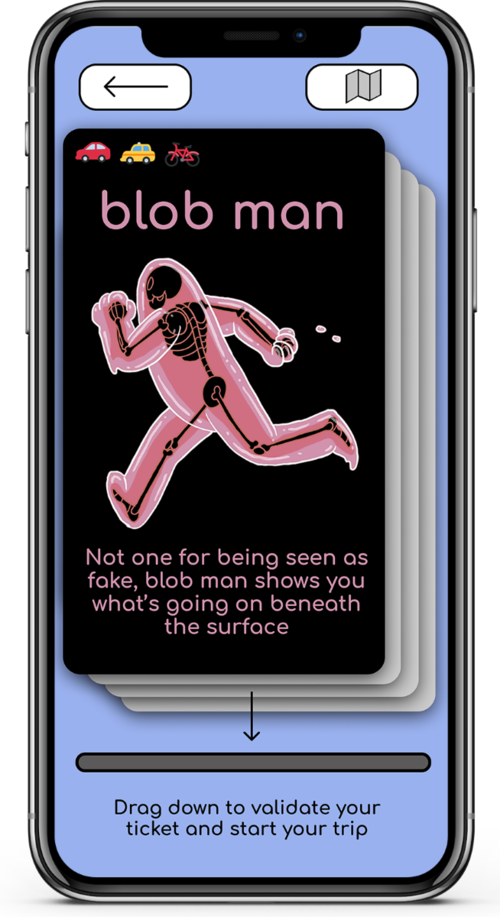 blob man
Not one for being seen as
fake, blob man shows you
what's going on beneath
the surface
Drag down to validate your
ticket and start your trip